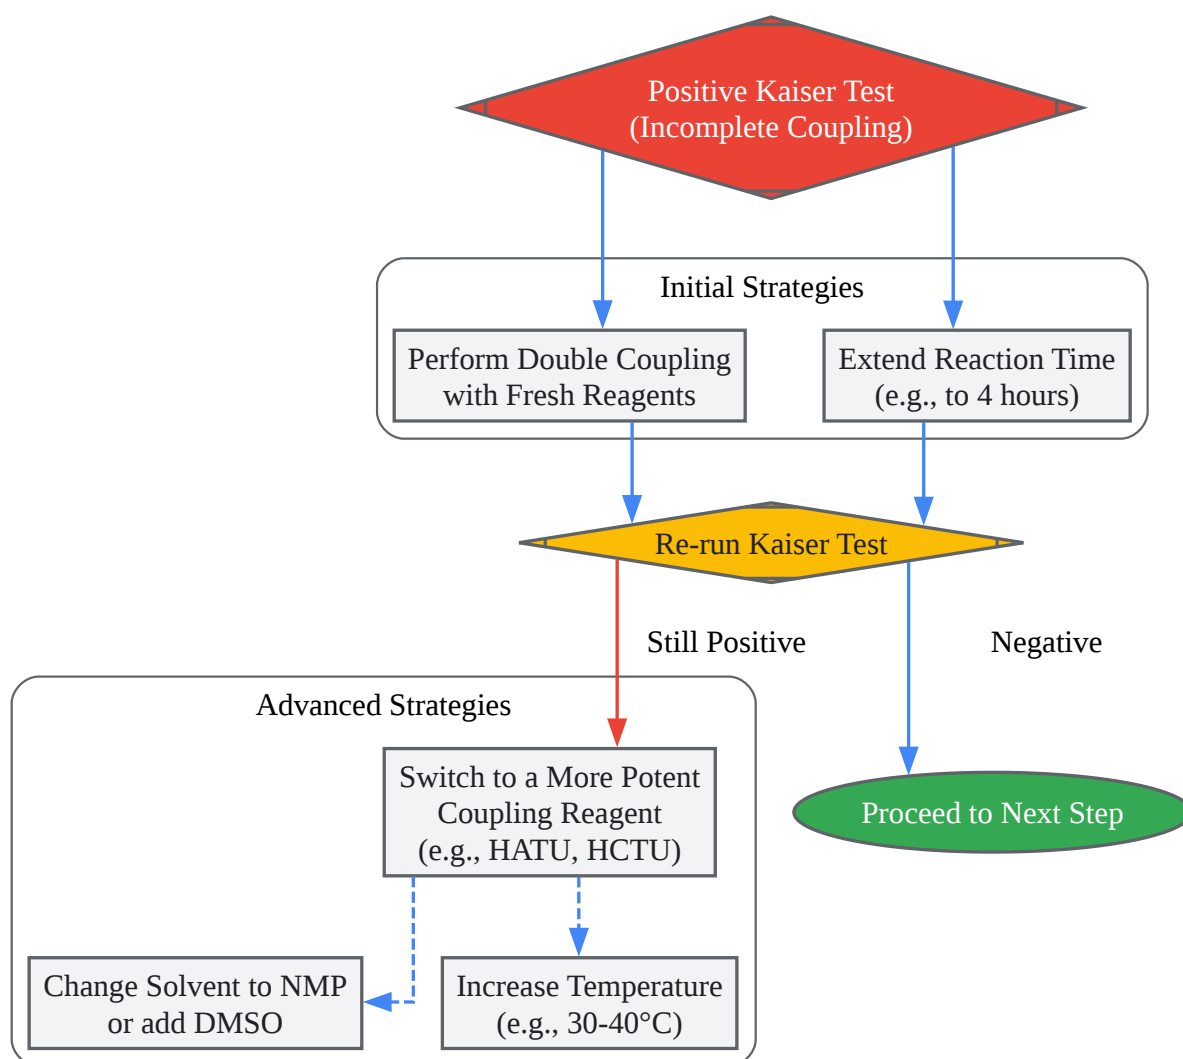 Positive Kaiser Test
(Incomplete Coupling)
Initial Strategies
Perform Double Coupling
with Fresh Reagents
Extend Reaction Time
(e.g., to 4 hours)
Re-run Kaiser Test
Still Positive
Negative
Advanced Strategies
Switch to a More Potent
Coupling Reagent
(e.g., HATU, HCTU)
Proceed to Next Step
Change Solvent to NMP
or add DMSO
Increase Temperature
(e.g., 30-40°C)